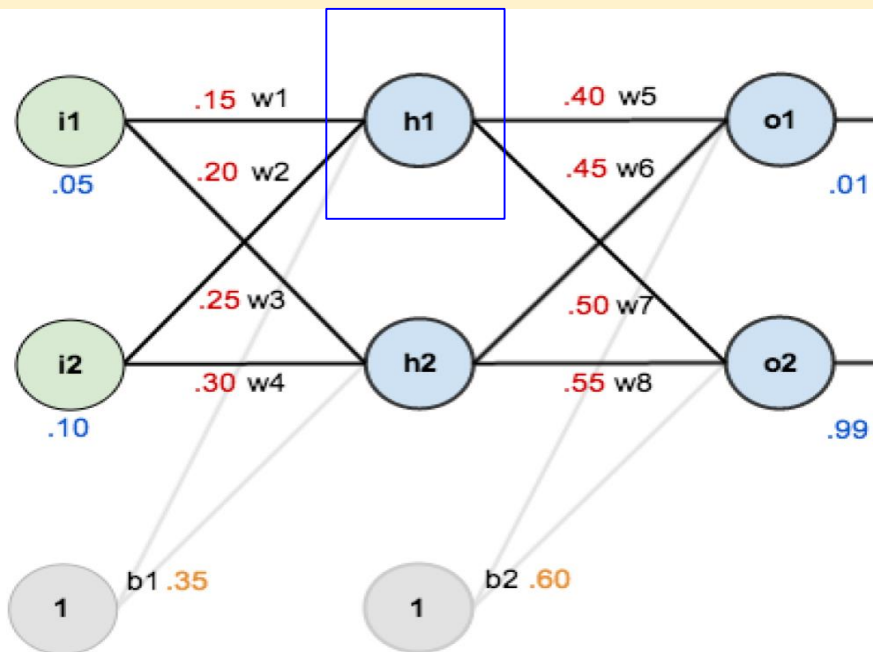 .15 w1
.40 w5
i1
h1
o1
.20 w2
.45 w6
.05
.01
.25 w3
.50 w7
i2
h2
o2
.30 w4
.55 w8
.10
.99
b1 .35
b2 .60
1
1